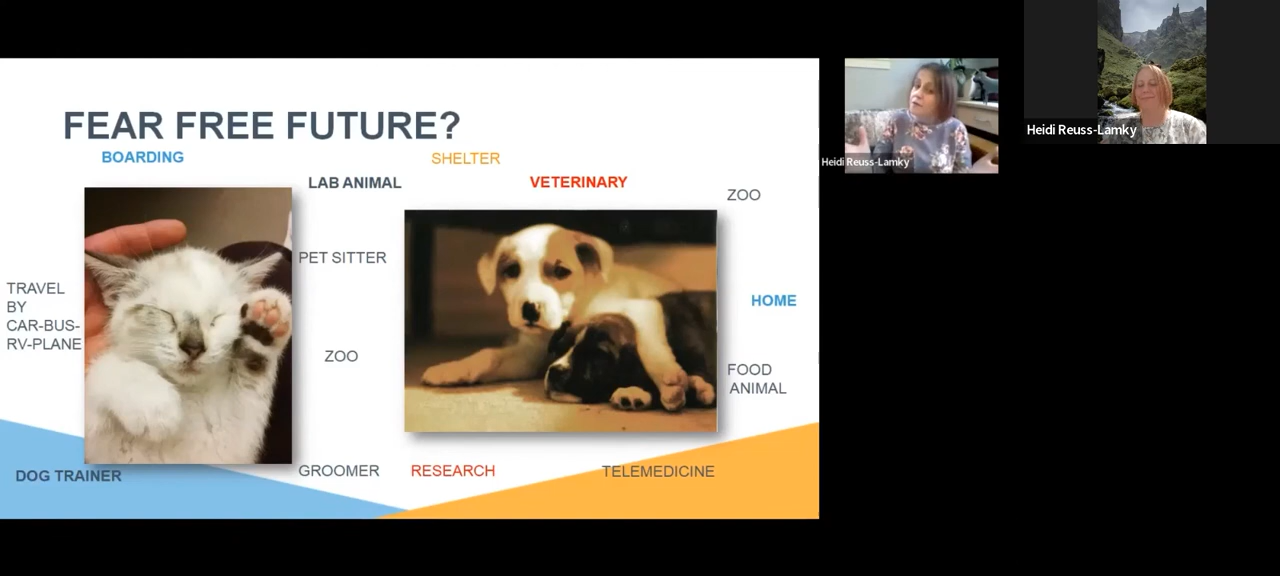 FEAR FREE FUTURE?
BOARDING
SHELTER
LAB ANIMAL
VETERINARY
ZOO
PET SITTER
TRAVEL
BY
CAR-BUS-
RV-PLANE
HOME
ZOO
FOOD
ANIMAL
DOG TRAINER
GROOMER
RESEARCH
TELEMEDICINE
Heidi Reuss-Lamky
Heidi Reuss-Lamky